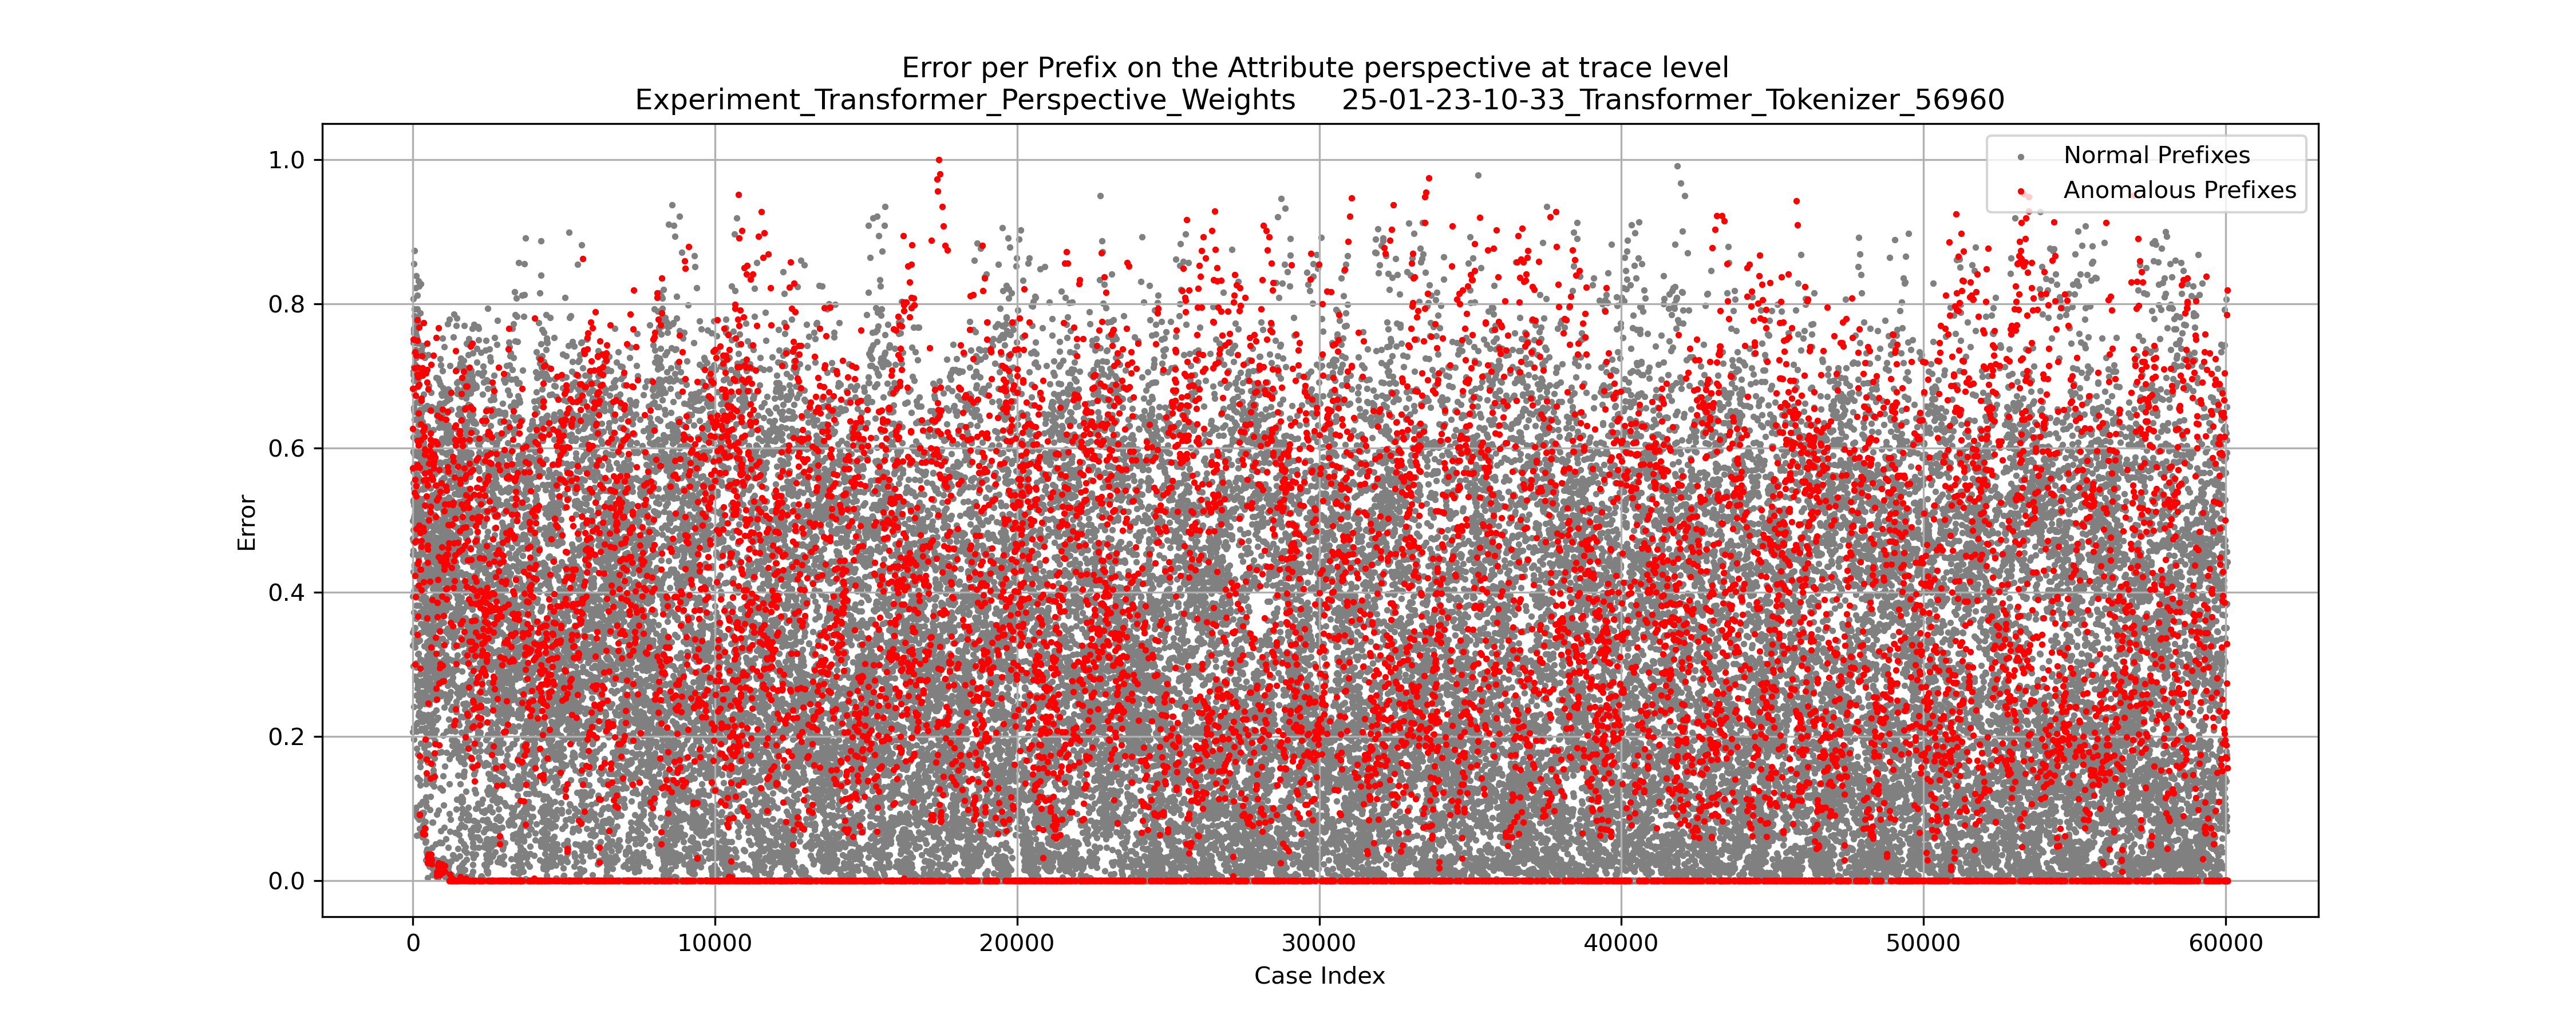 Error per Prefix on the Attribute perspective at trace level
Experiment_Transformer_Perspective_Weights 25-01-23-10-33_Transformer_Tokenizer_56960
Normal Prefixes
Anomalous Prefixes
1.0
0.8
0.6
0.4
0.2
0.0
Error
0 10000 20000 30000 40000 50000 60000
Case Index